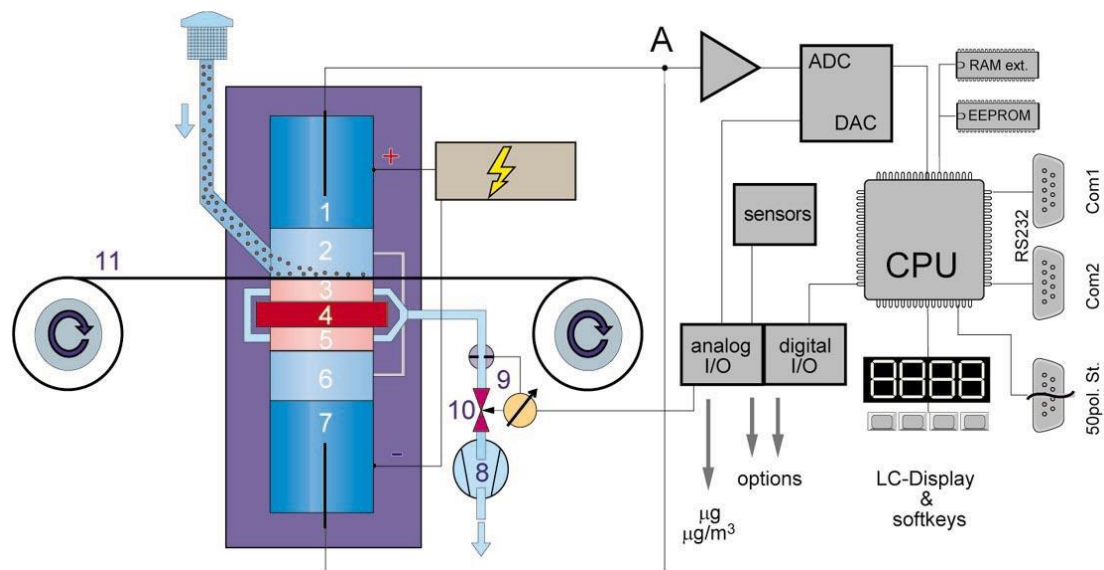 A
ADC
DAC
RAM ext.
EEPROM
+
1
sensors
CPU
RS232
Com1
Com2
11
2
3
4
5
6
7
-
9
10
8
analog
I/O
digital
I/O
50pol. St.
8888
options
µg
µg/m³
LC-Display
&
softkeys